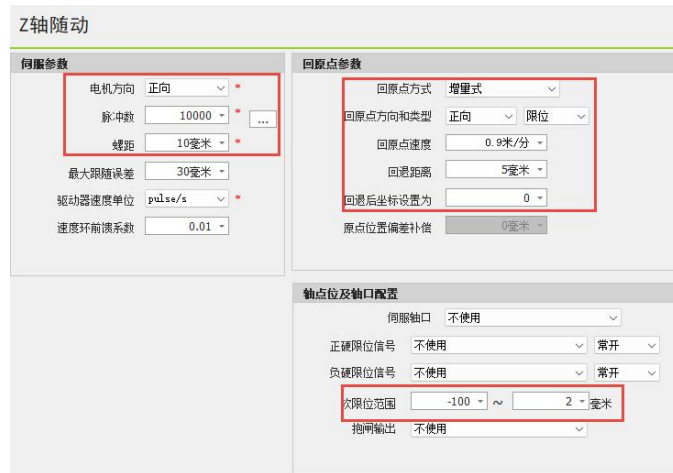 Z轴随动
伺服参数
电机方向 正向 *
脉冲数 10000 * ...
螺距 10毫米 *
最大跟随误差 30毫米
驱动器速度单位 pulse/s *
速度环前馈系数 0.01
回原点参数
回原点方式 增量式
回原点方向和类型 正向 限位
回原点速度 0.9米/分
回退距离 5毫米
回退后坐标设置为 0
原点位置偏差补偿 0毫米
轴点位及轴口配置
伺服轴口 不使用
正硬限位信号 不使用 常开
负硬限位信号 不使用 常开
软限位范围 -100 ~ 2 毫米
抱闸输出 不使用